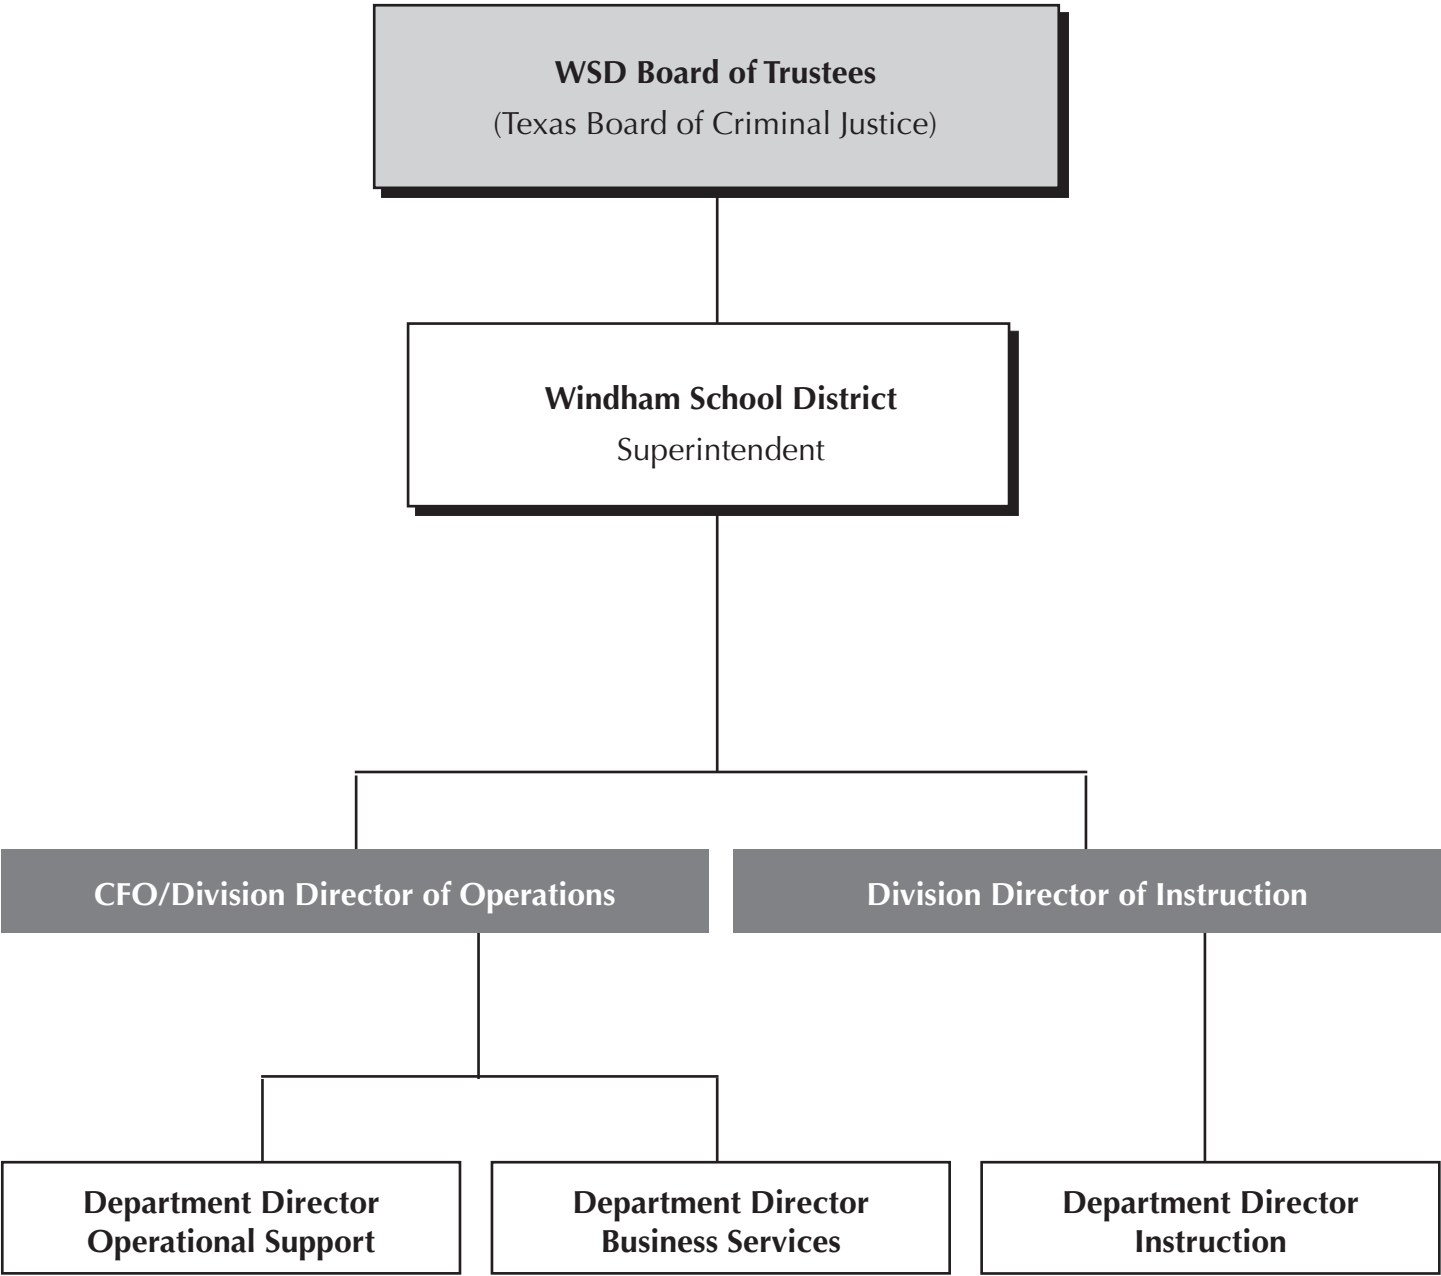 WSD Board of Trustees
(Texas Board of Criminal Justice)
Windham School District
Superintendent
CFO/Division Director of Operations
Division Director of Instruction
Department Director
Operational Support
Department Director
Business Services
Department Director
Instruction